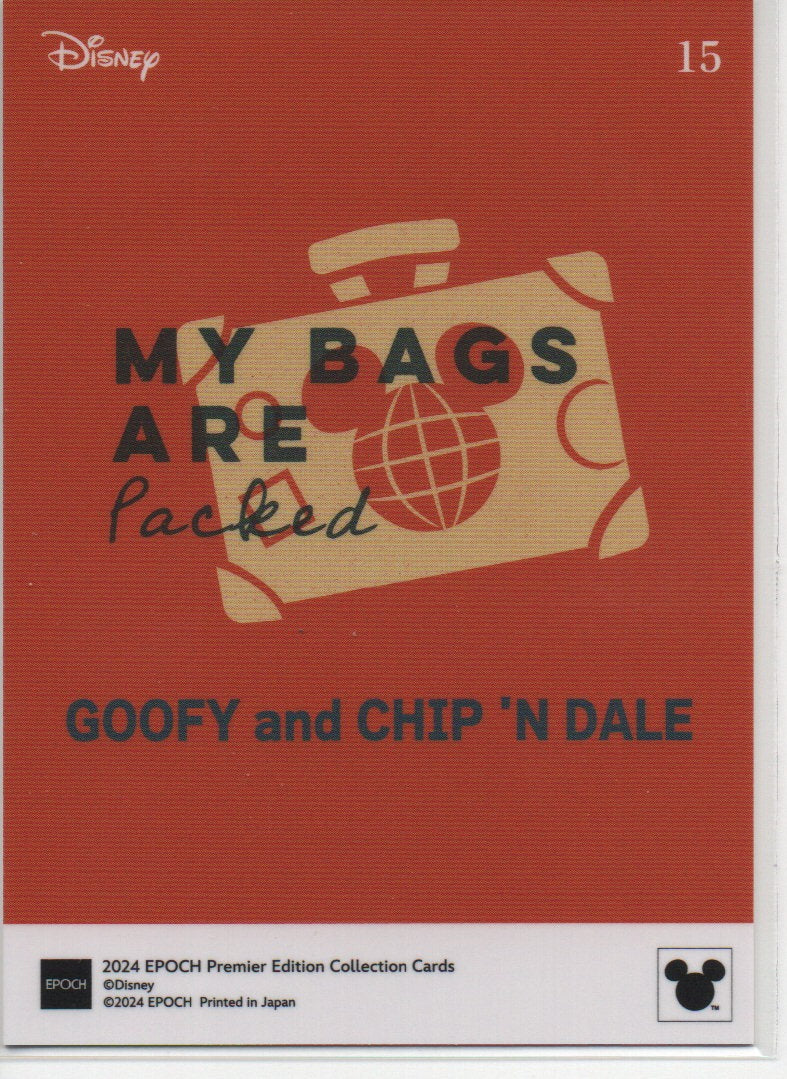 Disney
15
MY BAGS
ARE
Packed
GOOFY and CHIP 'N DALE
EPOCH
2024 EPOCH Premier Edition Collection Cards
©Disney
©2024 EPOCH Printed in Japan
TM